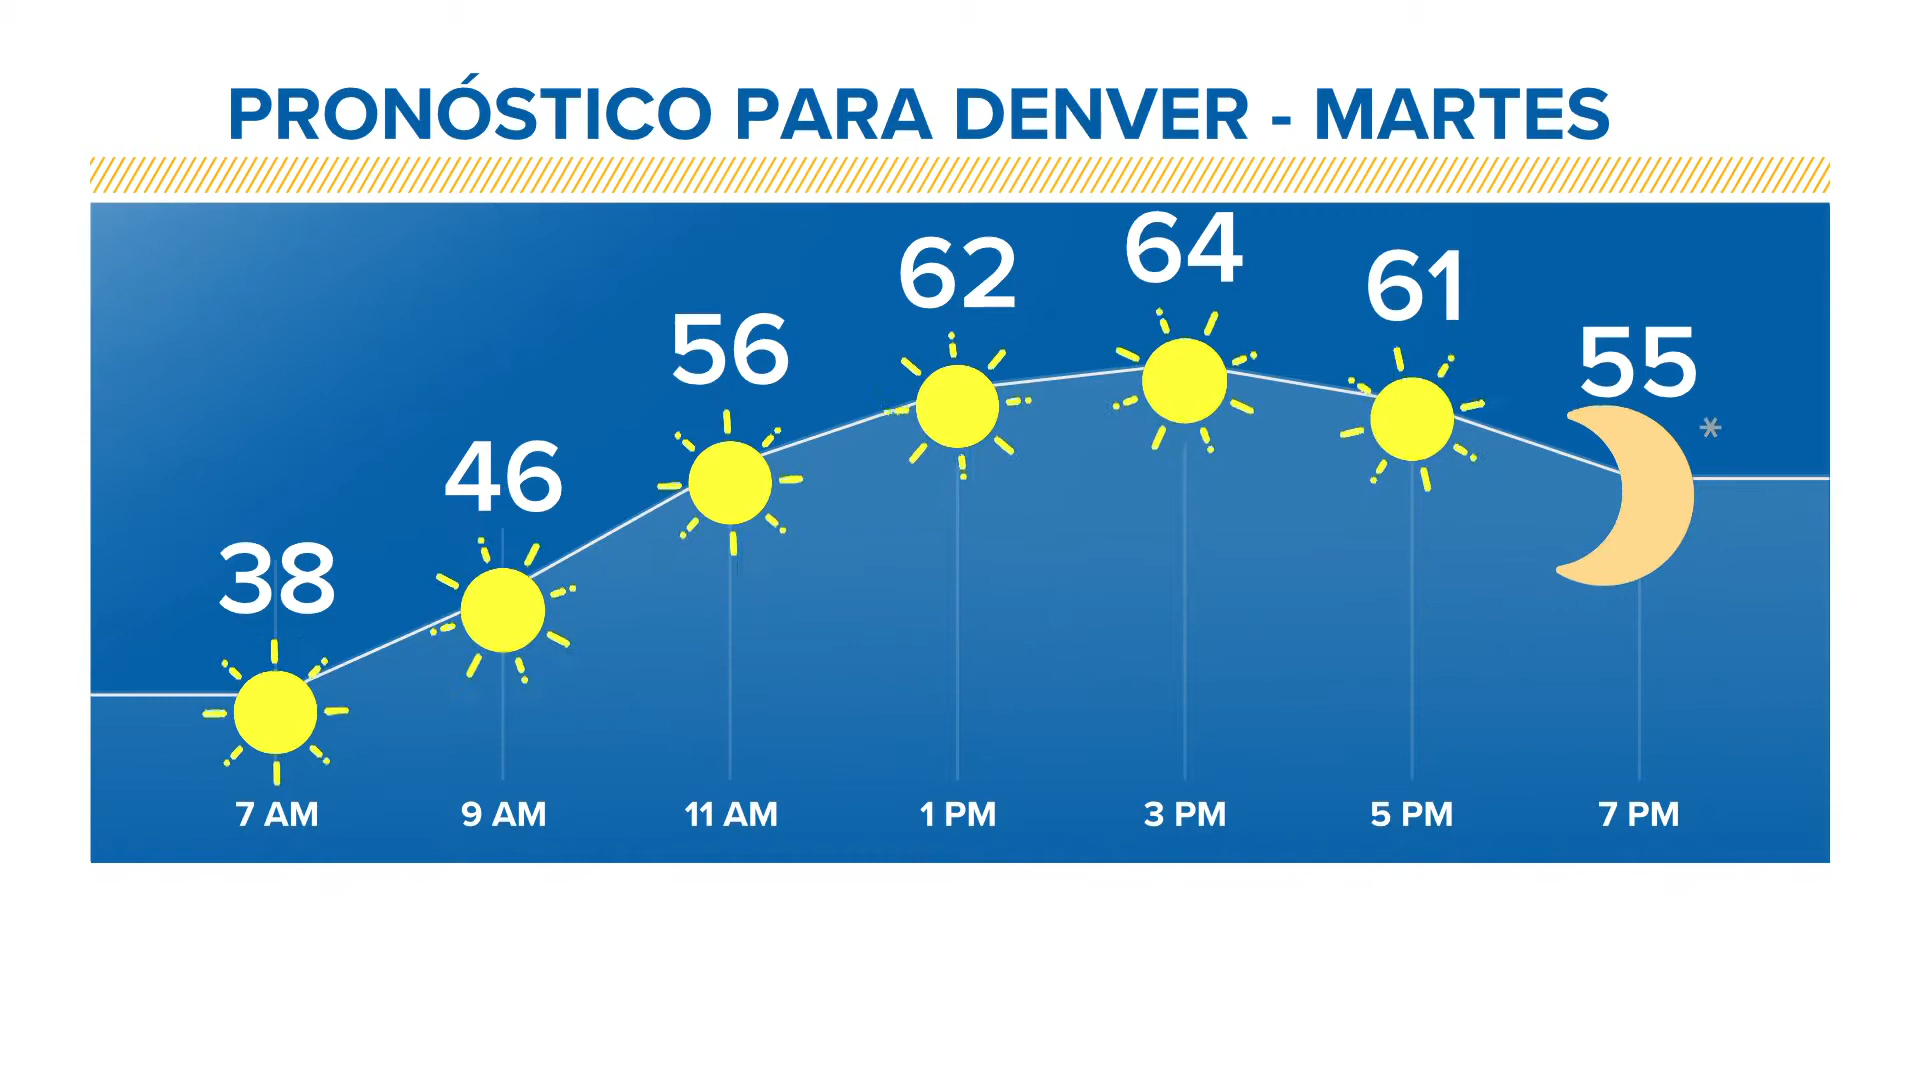 PRONÓSTICO PARA DENVER - MARTES
38 46 56 62 64 61 55
*
7 AM 9 AM 11 AM 1 PM 3 PM 5 PM 7 PM